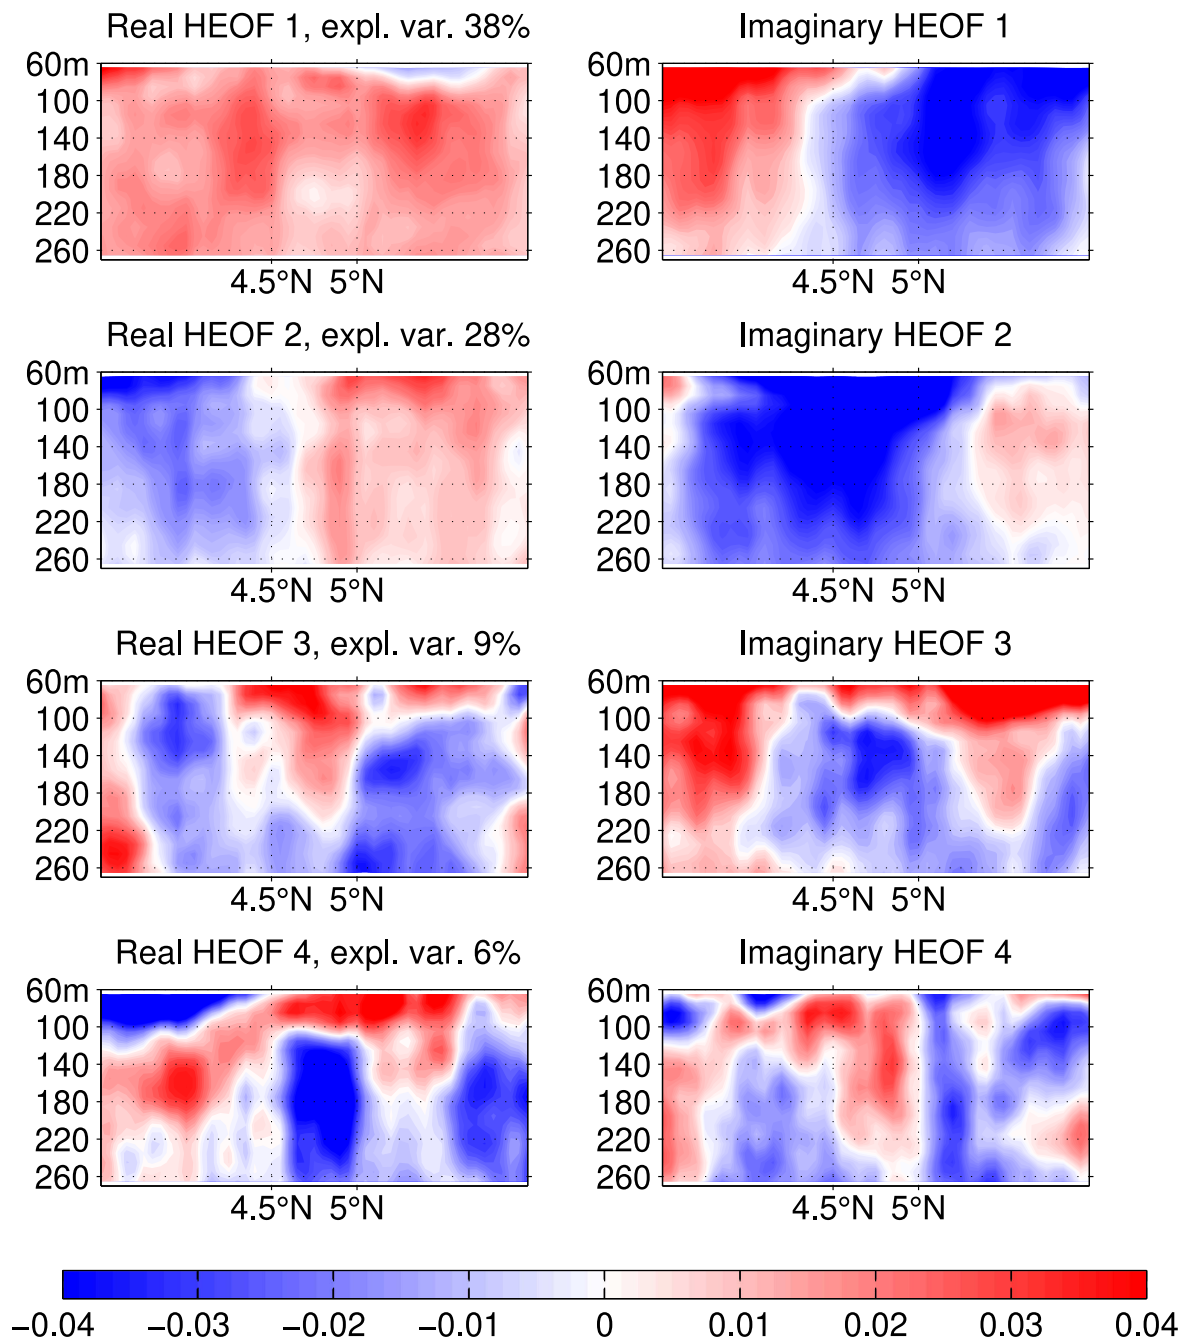 Real HEOF 1, expl. var. 38%
Imaginary HEOF 1
60m
100
140
180
220
260
4.5°N 5°N
4.5°N 5°N
60m
100
140
180
220
260
Real HEOF 2, expl. var. 28%
Imaginary HEOF 2
60m
100
140
180
220
260
4.5°N 5°N
4.5°N 5°N
60m
100
140
180
220
260
Real HEOF 3, expl. var. 9%
Imaginary HEOF 3
60m
100
140
180
220
260
4.5°N 5°N
4.5°N 5°N
60m
100
140
180
220
260
Real HEOF 4, expl. var. 6%
Imaginary HEOF 4
60m
100
140
180
220
260
4.5°N 5°N
4.5°N 5°N
60m
100
140
180
220
260
−0.04 −0.03 −0.02 −0.01 0 0.01 0.02 0.03 0.04